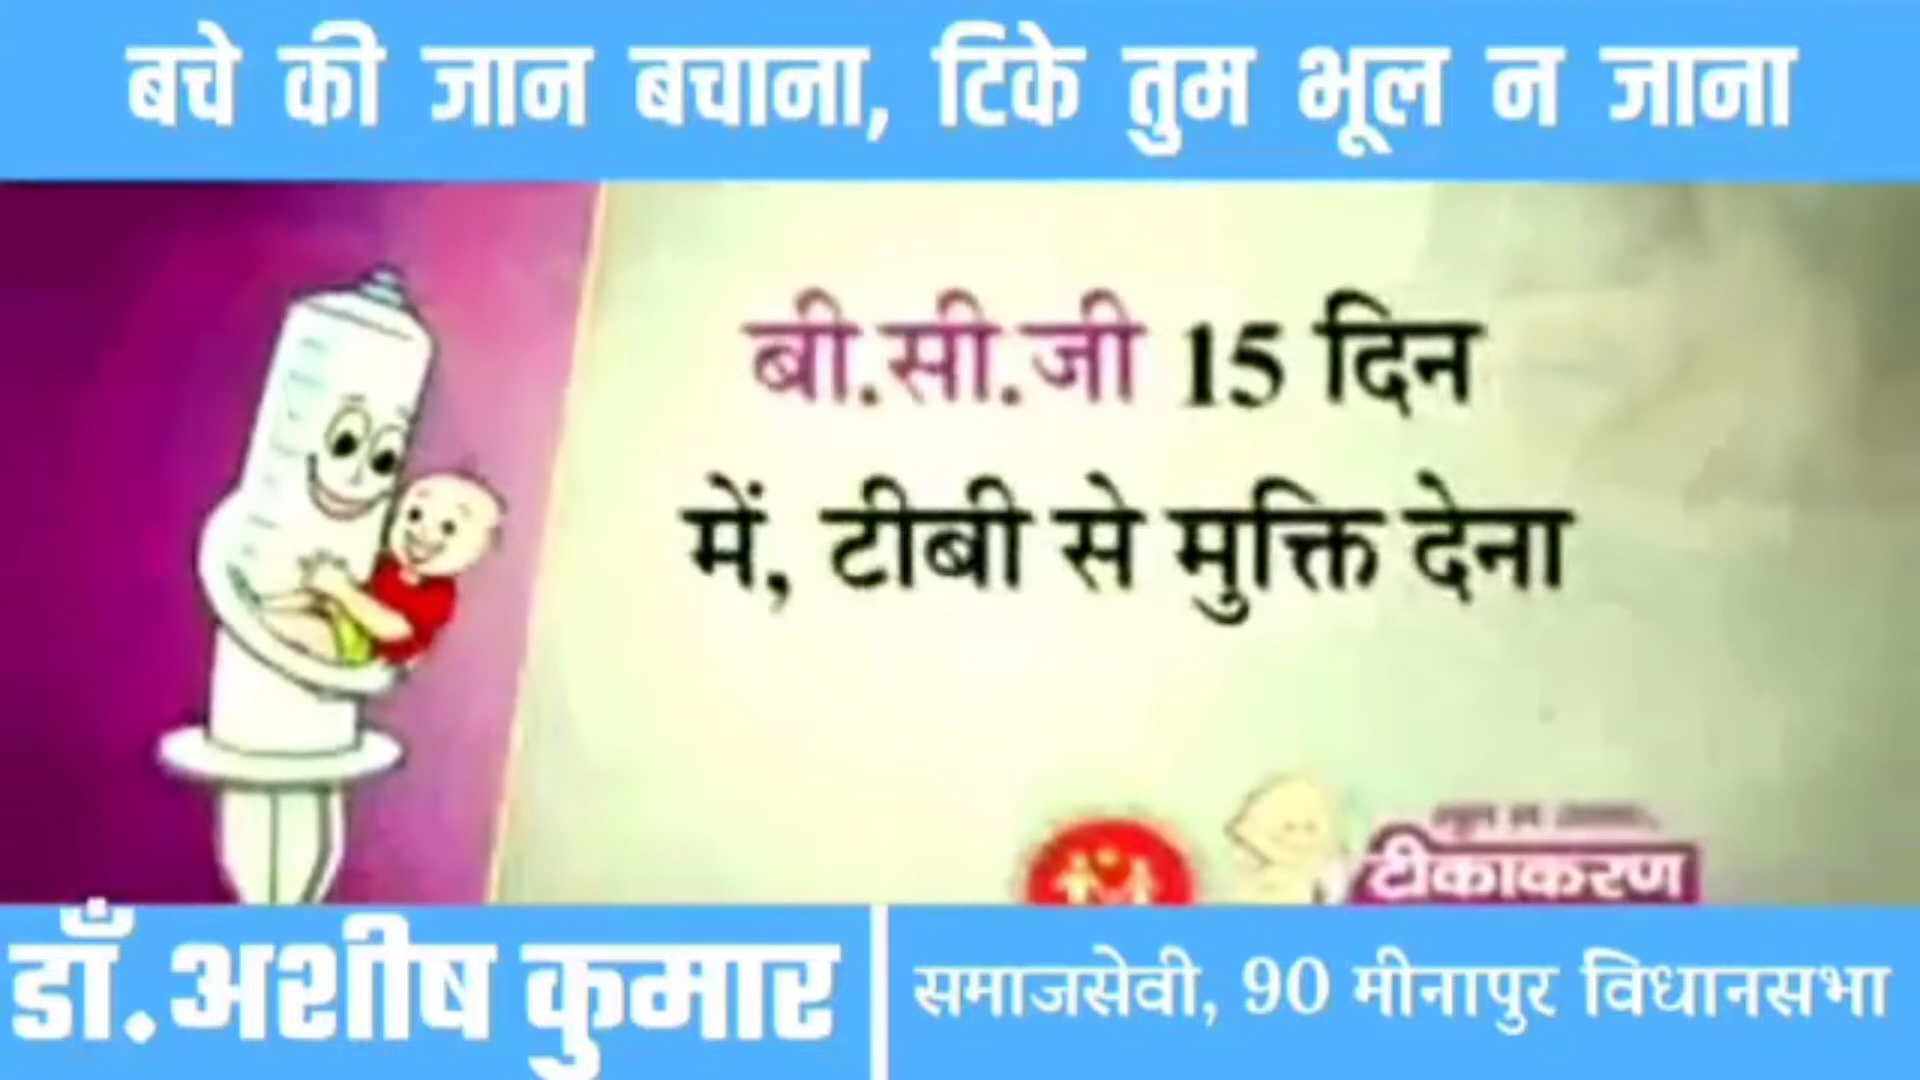 बचे की जान बचाना, टिके तुम भूल न जाना
बी.सी.जी 15 दिन
में, टीबी से मुक्ति देना
टीकाकरण
डॉ. अशीष कुमार
समाजसेवी, 90 मीनापुर विधानसभा